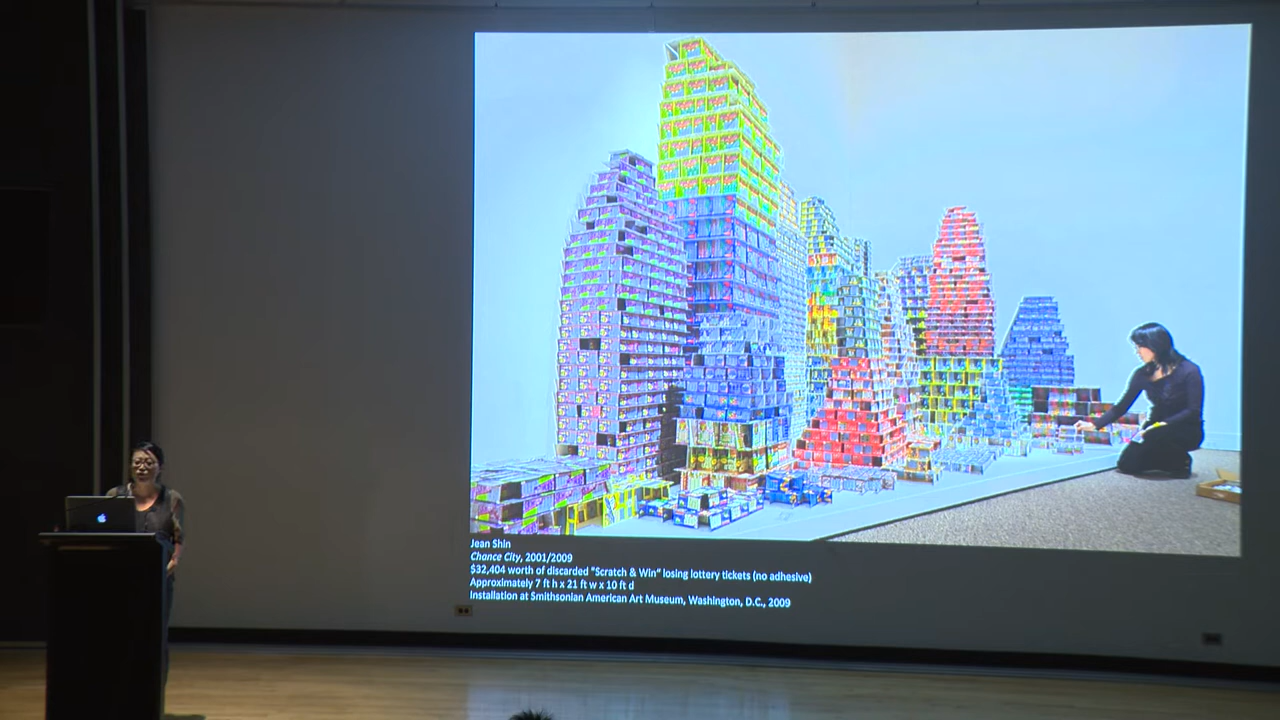 Jean Shin
Chance City, 2001/2009
$32,404 worth of discarded "Scratch & Win" losing lottery tickets (no adhesive)
Approximately 7 ft h x 21 ft w x 10 ft d
Installation at Smithsonian American Art Museum, Washington, D.C., 2009